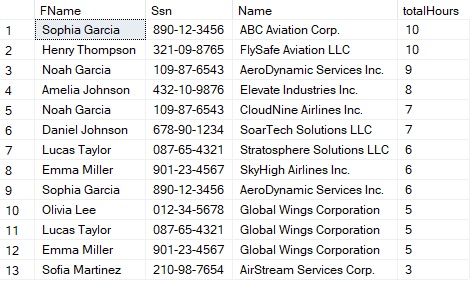 FName Ssn Name totalHours
1 Sophia Garcia 890-12-3456 ABC Aviation Corp. 10
2 Henry Thompson 321-09-8765 FlySafe Aviation LLC 10
3 Noah Garcia 109-87-6543 AeroDynamic Services Inc. 9
4 Amelia Johnson 432-10-9876 Elevate Industries Inc. 8
5 Noah Garcia 109-87-6543 CloudNine Airlines Inc. 7
6 Daniel Johnson 678-90-1234 SoarTech Solutions LLC 7
7 Lucas Taylor 087-65-4321 Stratosphere Solutions LLC 6
8 Emma Miller 901-23-4567 SkyHigh Airlines Inc. 6
9 Sophia Garcia 890-12-3456 AeroDynamic Services Inc. 6
10 Olivia Lee 012-34-5678 Global Wings Corporation 5
11 Lucas Taylor 087-65-4321 Global Wings Corporation 5
12 Emma Miller 901-23-4567 Global Wings Corporation 5
13 Sofia Martinez 210-98-7654 AirStream Services Corp. 3